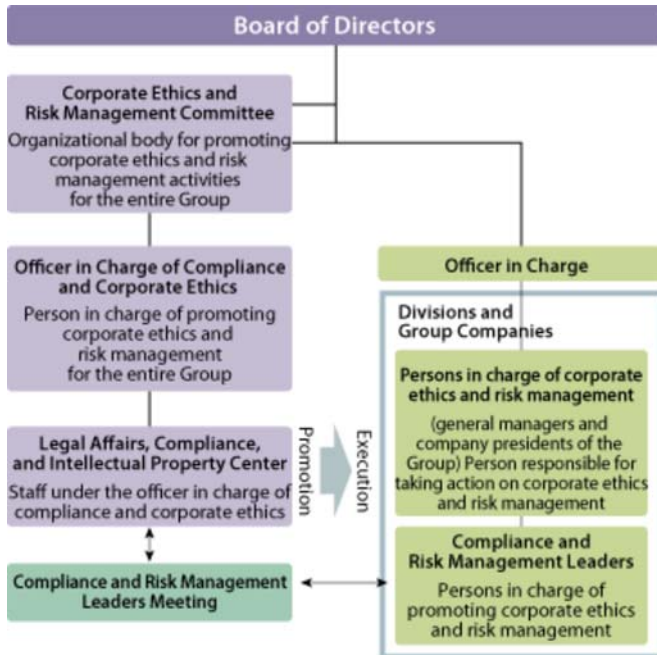 Board of Directors
Corporate Ethics and
Risk Management Committee
Organizational body for promoting
corporate ethics and risk
management activities
for the entire Group
Officer in Charge of Compliance
and Corporate Ethics
Person in charge of promoting
corporate ethics and
risk management
for the entire Group
Legal Affairs, Compliance,
and Intellectual Property Center
Staff under the officer in charge of
compliance and corporate ethics
Compliance and Risk Management
Leaders Meeting
Promotion
Execution
Officer in Charge
Divisions and
Group Companies
Persons in charge of corporate
ethics and risk management
(general managers and
company presidents of the
Group) Person responsible for
taking action on corporate ethics
and risk management
Compliance and
Risk Management Leaders
Persons in charge of
promoting corporate ethics
and risk management